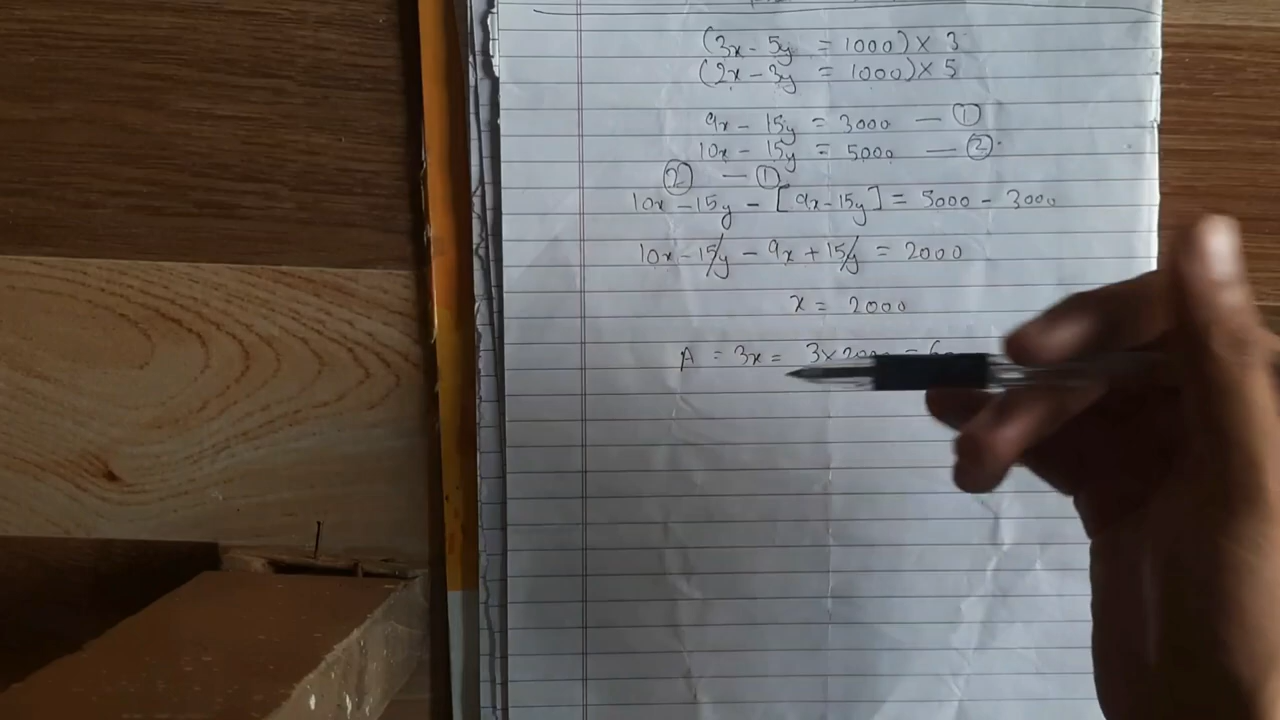 (3x - 5y = 1000) × 3
(2x - 3y = 1000) × 5
9x - 15y = 3000 — ①
10x - 15y = 5000 — ②
② — ①
10x - 15y - [9x - 15y] = 5000 - 3000
10x - 15y - 9x + 15y = 2000
x = 2000
A = 3x = 3 × 2000 =